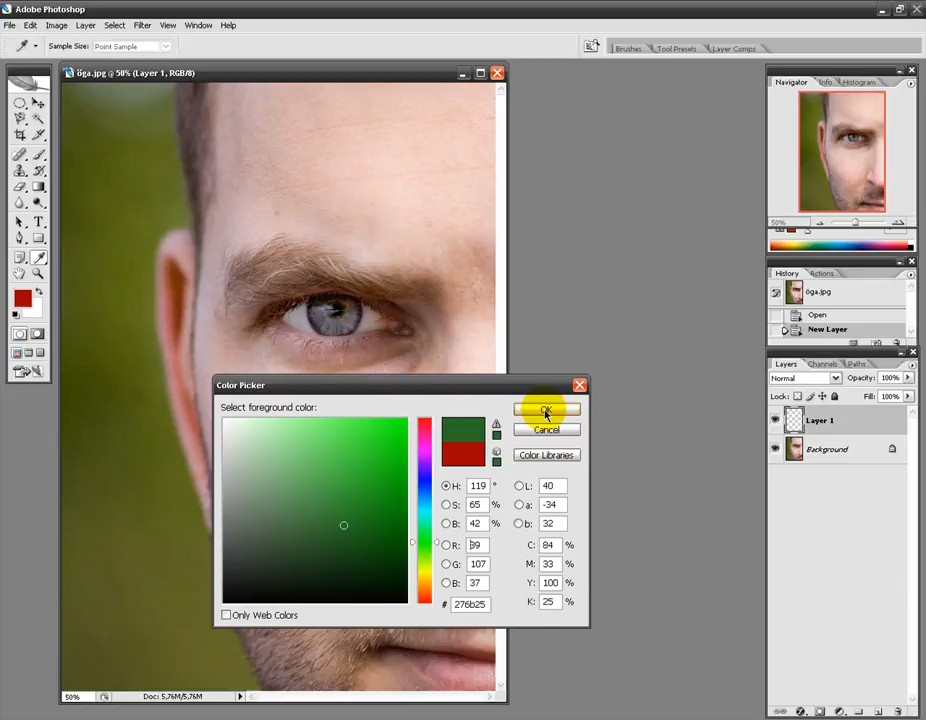 Adobe Photoshop
File Edit Image Layer Select Filter View Window Help
Sample Size: Point Sample
Brushes Tool Presets Layer Comps
öga.jpg @ 50% (Layer 1, RGB/8)
Navigator Info Histogram
50%
History Actions
öga.jpg
Open
New Layer
Layers Channels Paths
Normal Opacity: 100%
Lock: Fill: 100%
Layer 1
Background
Color Picker
Select foreground color:
OK
Cancel
Color Libraries
H: 119 ° L: 40
S: 65 % a: -34
B: 42 % b: 32
R: 39 C: 84 %
G: 107 M: 33 %
B: 37 Y: 100 %
# 276b25 K: 25 %
Only Web Colors
50% Doc: 5,76M/5,76M